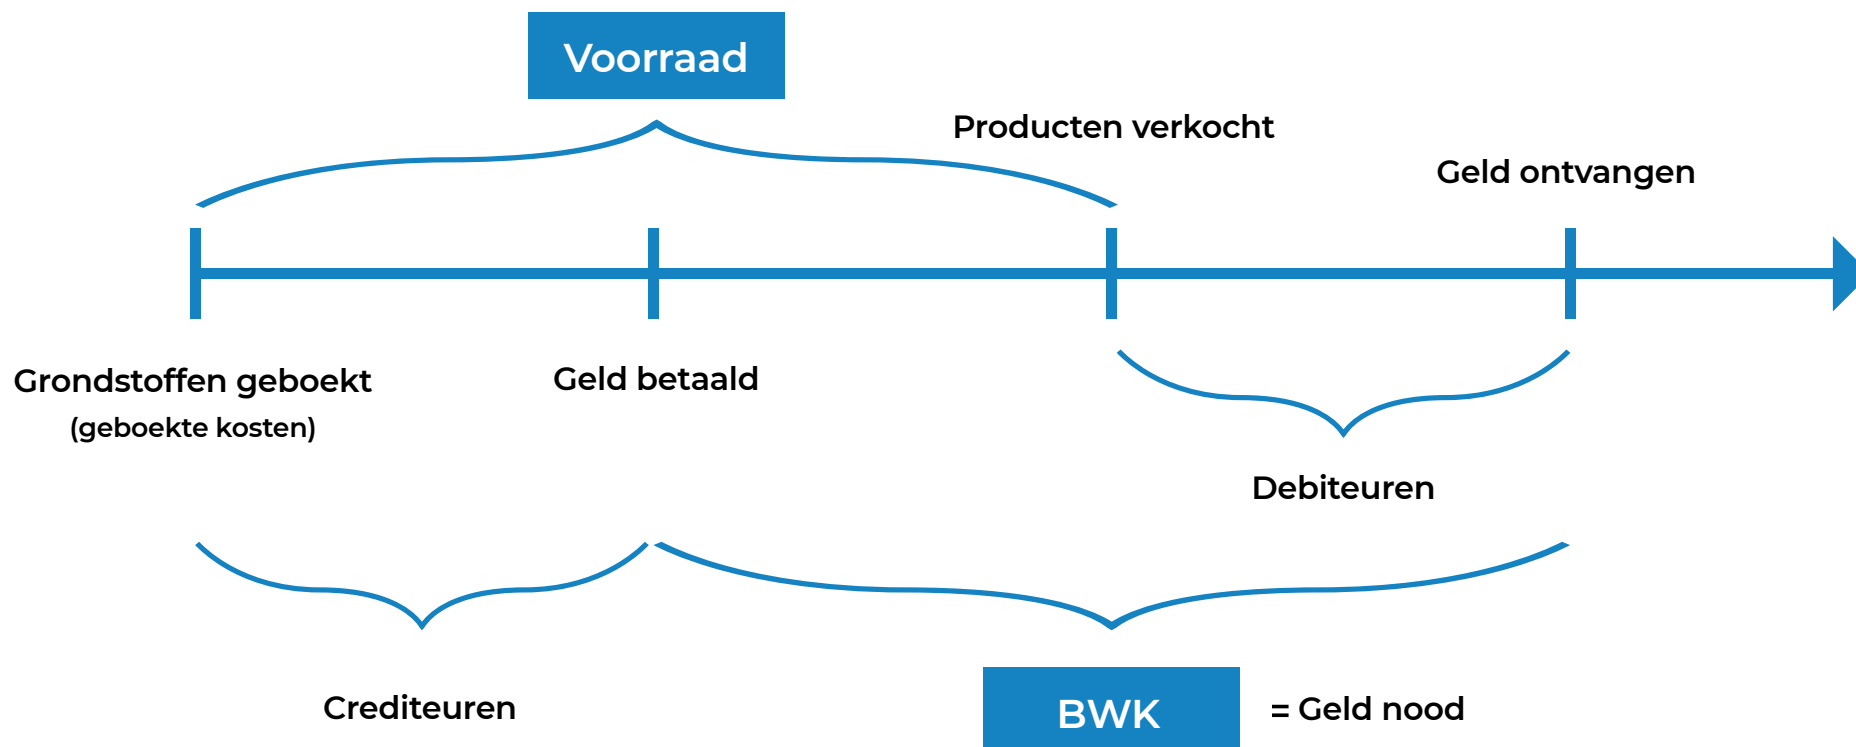 Voorraad
Producten verkocht
Geld ontvangen
Grondstoffen geboekt
(geboekte kosten)
Geld betaald
Debiteuren
Crediteuren
BWK
= Geld nood